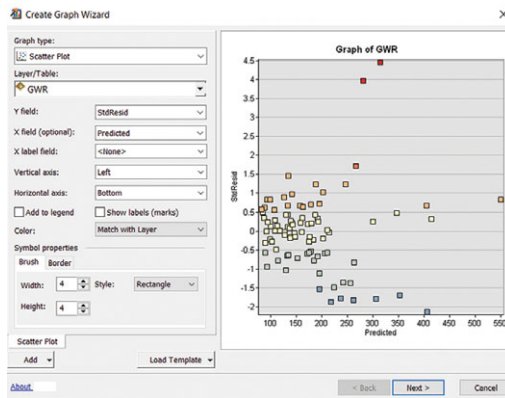 Create Graph Wizard
Graph type:
Scatter Plot
Layer/Table:
GWR
Y field:
StdResid
X field (optional):
Predicted
X label field:
<None>
Vertical axis:
Left
Horizontal axis:
Bottom
Add to legend
Show labels (marks)
Color:
Match with Layer
Symbol properties
Brush
Border
Width:
4
Style:
Rectangle
Height:
4
Scatter Plot
Add
Load Template
About
< Back
Next >
Cancel
Graph of GWR
4.5
4
3.5
3
2.5
2
1.5
1
0.5
0
-0.5
-1
-1.5
-2
StdResid
100 150 200 250 300 350 400 450 500 550
Predicted